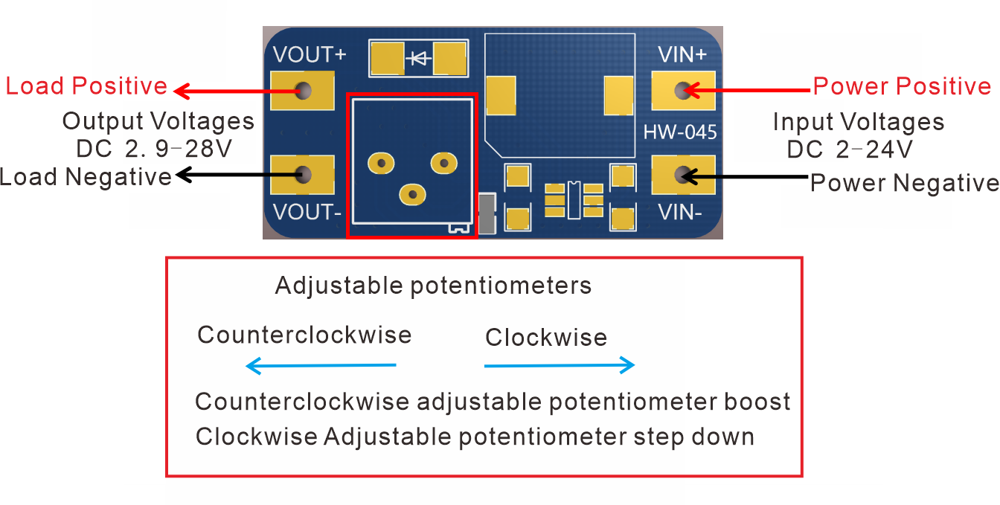 VOUT+
VIN+
Load Positive
Power Positive
Output Voltages
DC 2. 9-28V
Input Voltages
DC 2-24V
HW-045
Load Negative
Power Negative
VOUT-
VIN-
Adjustable potentiometers
Counterclockwise
Clockwise
Counterclockwise adjustable potentiometer boost
Clockwise Adjustable potentiometer step down